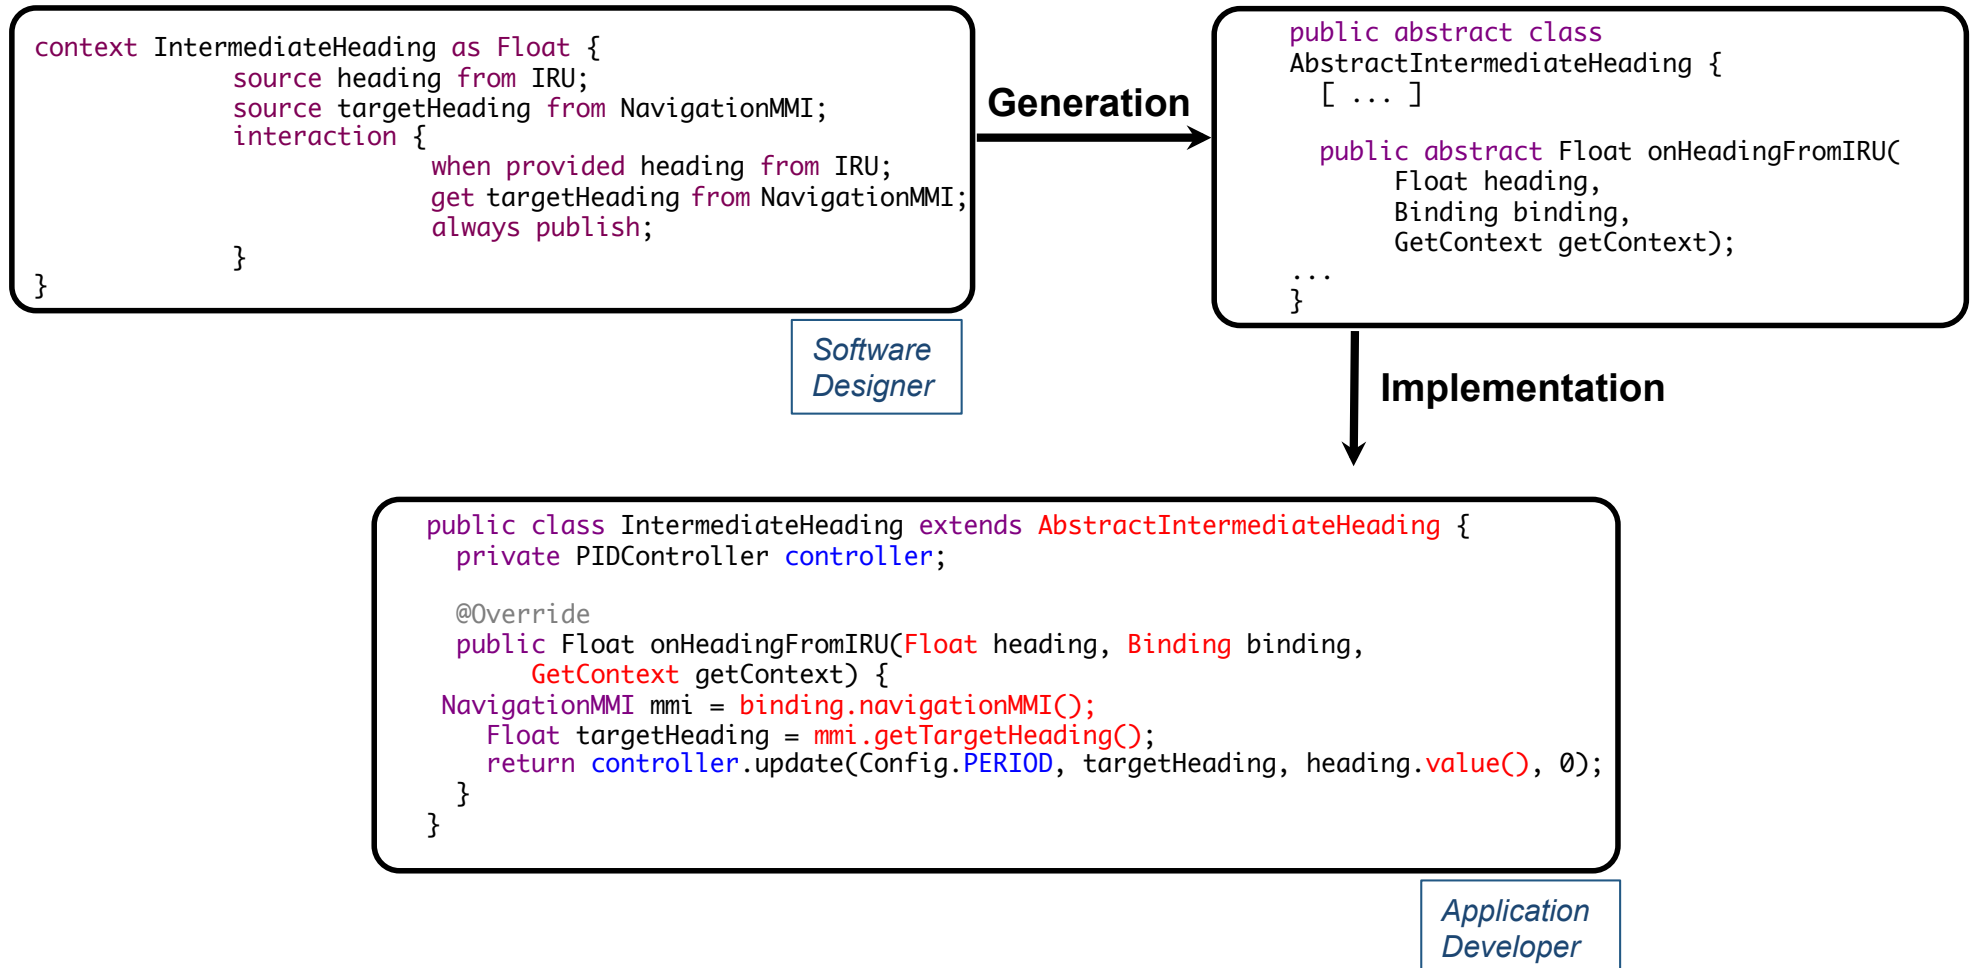 context IntermediateHeading as Float {
source heading from IRU;
source targetHeading from NavigationMMI;
interaction {
when provided heading from IRU;
get targetHeading from NavigationMMI;
always publish;
}
}
Software
Designer
Generation
public abstract class
AbstractIntermediateHeading {
[ ... ]
public abstract Float onHeadingFromIRU(
Float heading,
Binding binding,
GetContext getContext);
...
}
Implementation
public class IntermediateHeading extends AbstractIntermediateHeading {
private PIDController controller;
@Override
public Float onHeadingFromIRU(Float heading, Binding binding,
GetContext getContext) {
NavigationMMI mmi = binding.navigationMMI();
Float targetHeading = mmi.getTargetHeading();
return controller.update(Config.PERIOD, targetHeading, heading.value(), 0);
}
}
Application
Developer